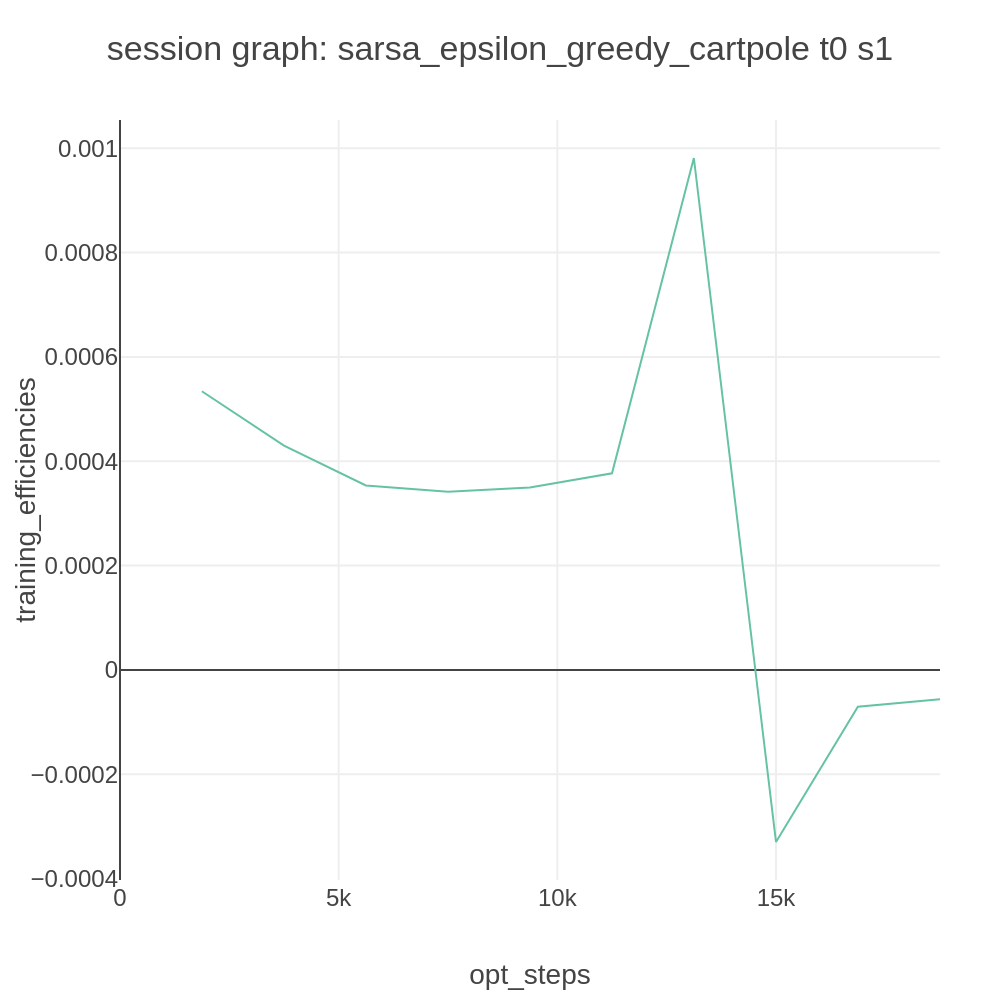 session graph: sarsa_epsilon_greedy_cartpole t0 s1
0.001
0.0008
0.0006
0.0004
0.0002
0
−0.0002
−0.0004
training_efficiencies
0 5k 10k 15k
opt_steps